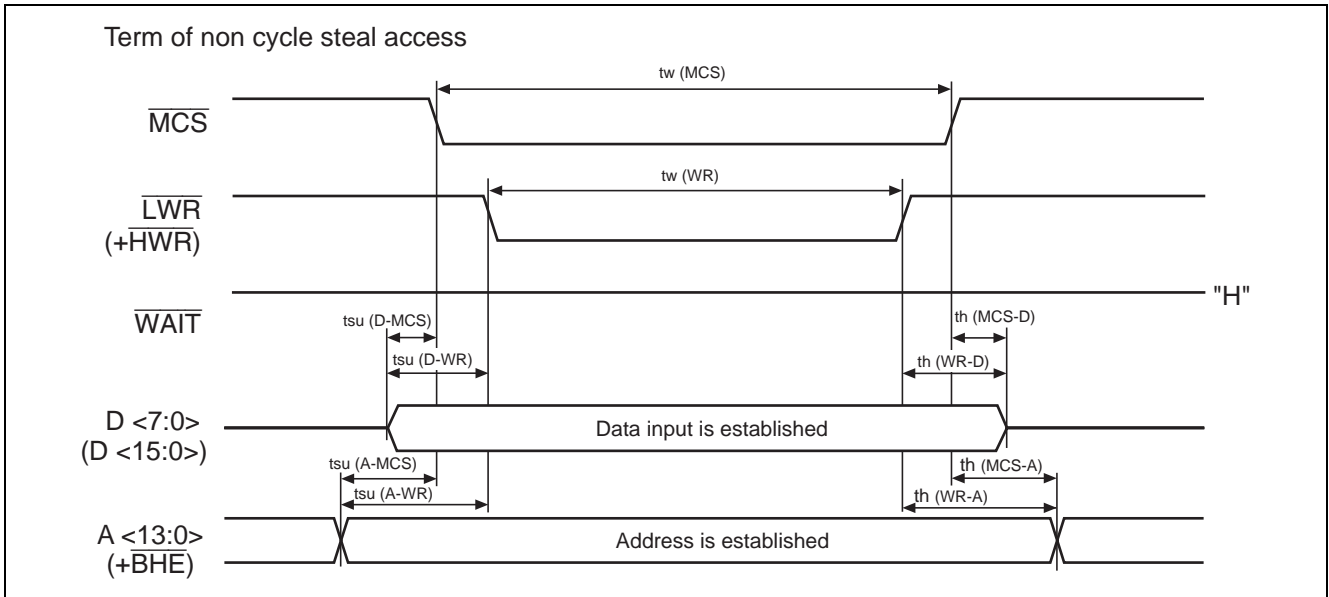 Term of non cycle steal access
tw (MCS)
MCS
tw (WR)
LWR
(+HWR)
"H"
WAIT
tsu (D-MCS)
th (MCS-D)
tsu (D-WR)
th (WR-D)
D <7:0>
Data input is established
(D <15:0>)
tsu (A-MCS)
th (MCS-A)
tsu (A-WR)
th (WR-A)
A <13:0>
Address is established
(+BHE)